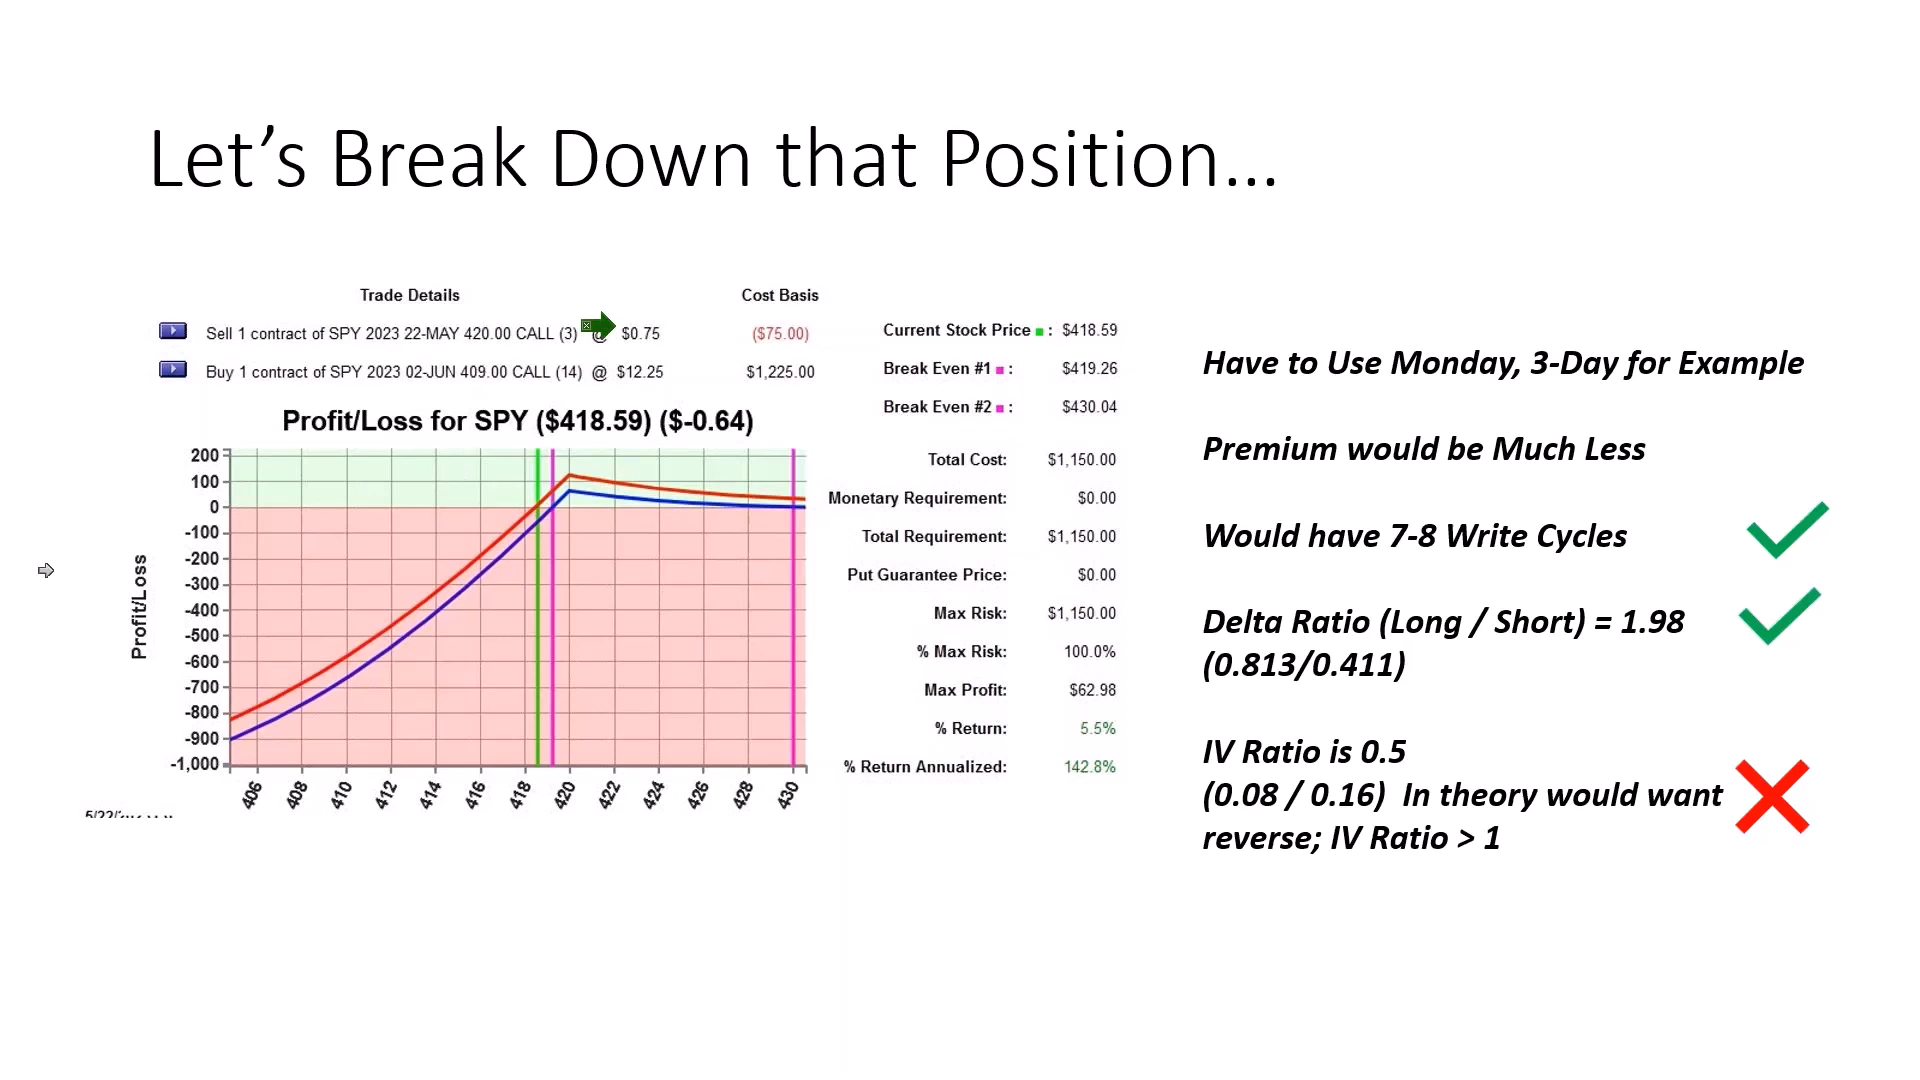 Let's Break Down that Position...
Trade Details Cost Basis
Sell 1 contract of SPY 2023 22-MAY 420.00 CALL (3) @ $0.75 ($75.00)
Buy 1 contract of SPY 2023 02-JUN 409.00 CALL (14) @ $12.25 $1,225.00
Profit/Loss for SPY ($418.59) ($-0.64)
200
100
0
-100
-200
-300
-400
-500
-600
-700
-800
-900
-1,000
Profit/Loss
406 408 410 412 414 416 418 420 422 424 426 428 430
Current Stock Price : $418.59
Break Even #1 : $419.26
Break Even #2 : $430.04
Total Cost: $1,150.00
Monetary Requirement: $0.00
Total Requirement: $1,150.00
Put Guarantee Price: $0.00
Max Risk: $1,150.00
% Max Risk: 100.0%
Max Profit: $62.98
% Return: 5.5%
% Return Annualized: 142.8%
Have to Use Monday, 3-Day for Example
Premium would be Much Less
Would have 7-8 Write Cycles
Delta Ratio (Long / Short) = 1.98
(0.813/0.411)
IV Ratio is 0.5
(0.08 / 0.16) In theory would want
reverse; IV Ratio > 1